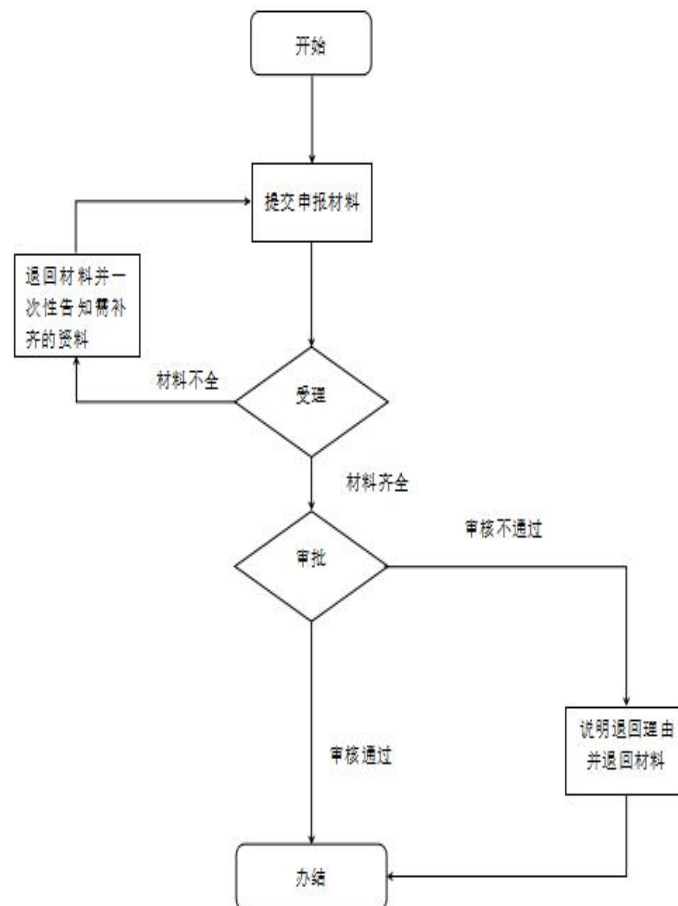 开始
提交申报材料
退回材料并一
次性告知需补
齐的资料
材料不全
受理
材料齐全
审批
审核不通过
说明退回理由
并退回材料
审核通过
办结